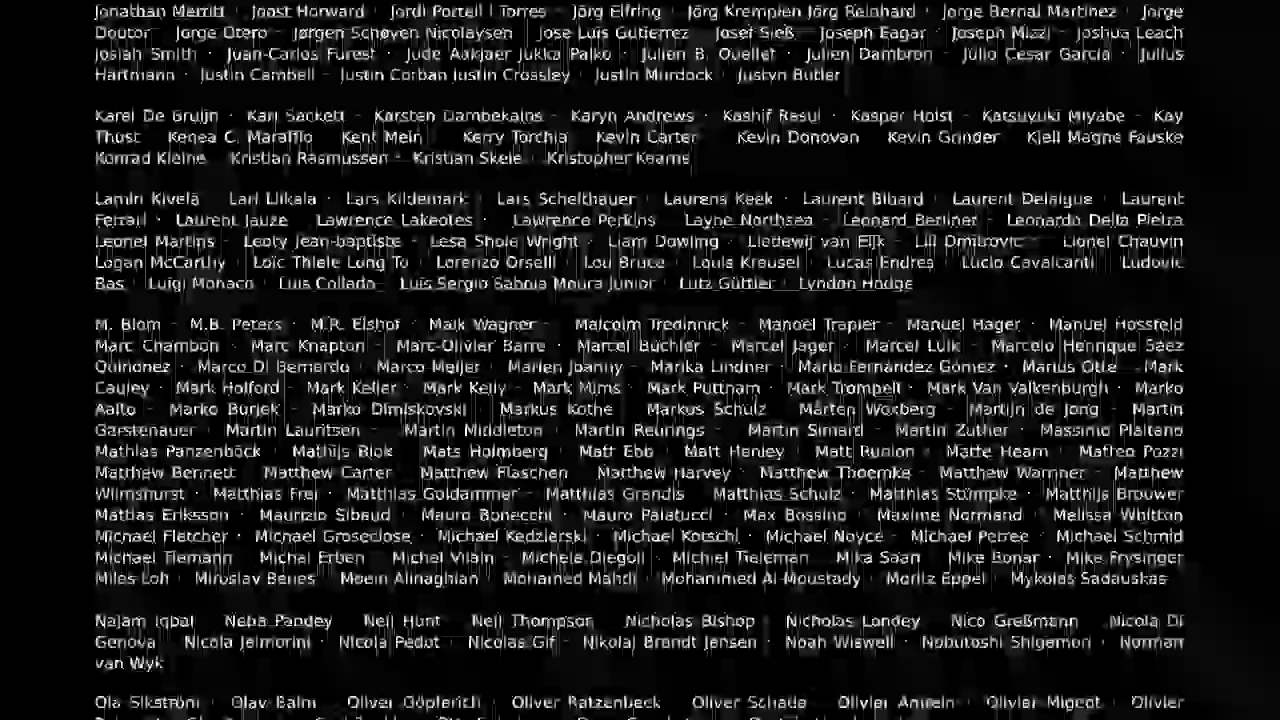 Jonathan Merritt · Joost Horward · Jordi Portell i Torres · Jörg Elfring · Jörg Kremplen Jörg Reinhard · Jorge Bernal Martinez · Jorge
Doutor · Jorge Otero · Jørgen Schøyen Nicolaysen · Jose Luis Gutierrez · Josef Sieß · Joseph Eagar · Joseph Mizzi · Joshua Leach
Josiah Smith · Juan-Carlos Furest · Jude Aakjaer Jukka Palko · Julien B. Ouellet · Julien Dambron · Júlio Cesar Garcia · Julius
Hartmann · Justin Cambell · Justin Corban Justin Crossley · Justin Murdock · Justyn Butler
Karel De Bruijn · Kari Sackett · Karsten Dambekalns · Karyn Andrews · Kashif Rasul · Kasper Holst · Katsuyuki Miyabe · Kay
Thust · Kenea C. Maraffio · Kent Mein · Kerry Torchia · Kevin Carter · Kevin Donovan · Kevin Grinder · Kjell Magne Fauske
Konrad Kleine · Kristian Rasmussen · Kristian Skeie · Kristopher Kearns
Lamin Kivelä · Lari Liikala · Lars Kildemark · Lars Scheithauer · Laurens Keek · Laurent Bihard · Laurent Delaigue · Laurent
Ferrail · Laurent Jauze · Lawrence Lakeotes · Lawrence Perkins · Layne Northsea · Leonard Berliner · Leonardo Della Pietra
Leonel Martins · Leoty Jean-baptiste · Lesa Shole Wright · Liam Dowling · Liedewij van Eijk · Lili Dmitrovic · Lionel Chauvin
Logan McCarthy · Loic Thiele Long To · Lorenzo Orselli · Lou Bruce · Louis Kreusel · Lucas Endres · Lucio Cavalcanti · Ludovic
Bas · Luigi Monaco · Luis Collado · Luis Sergio Saboia Moura Junior · Lutz Güttler · Lyndon Hodge
M. Blom · M.B. Peters · M.R. Elshof · Maik Wagner · Malcolm Tredinnick · Manoel Trapier · Manuel Hager · Manuel Hossfeld
Marc Chambon · Marc Knapton · Marc-Olivier Barre · Marcel Büchler · Marcel Jager · Marcel Luik · Marcelo Henrique Saez
Quinonez · Marco Di Bernardo · Marco Meijer · Marien Joanny · Marika Lindner · Mario Fernández Gómez · Marius Otte · Mark
Cauley · Mark Holford · Mark Keller · Mark Kelly · Mark Mims · Mark Puttnam · Mark Trompell · Mark Van Valkenburgh · Marko
Aalto · Marko Burjek · Marko Dimiskovski · Markus Kothe · Markus Schulz · Marten Woxberg · Martijn de Jong · Martin
Garstenauer · Martin Lauritsen · Martin Middleton · Martin Reurings · Martin Simard · Martin Zuther · Massimo Plaitano
Mathias Panzenböck · Mathijs Blok · Mats Holmberg · Matt Ebb · Matt Henley · Matt Runion · Matte Hearn · Matteo Pozzi
Matthew Bennett · Matthew Carter · Matthew Flaschen · Matthew Harvey · Matthew Thoemke · Matthew Warnner · Matthew
Wilmshurst · Matthias Frei · Matthias Goldammer · Matthias Grandis · Matthias Schulz · Matthias Stümpke · Matthijs Brouwer
Mattias Eriksson · Maurizio Sibaud · Mauro Bonecchi · Mauro Palatucci · Max Bossino · Maxime Normand · Melissa Whitton
Michael Fletcher · Michael Groseclose · Michael Kedzierski · Michael Kotschi · Michael Noyce · Michael Petree · Michael Schmid
Michael Tiemann · Michal Erben · Michel Vilain · Michele Diegoli · Michiel Tieleman · Mika Saari · Mike Bonar · Mike Frysinger
Miles Loh · Miroslav Benes · Moein Alinaghian · Mohamed Mahdi · Mohammed Al-Moustady · Moritz Eppel · Mykolas Sadauskas
Najam Iqbal · Neha Pandey · Neil Hunt · Neil Thompson · Nicholas Bishop · Nicholas Londey · Nico Greßmann · Nicola Di
Genova · Nicola Jelmorini · Nicola Pedot · Nicolas Gif · Nikolaj Brandt Jensen · Noah Wiswell · Nobutoshi Shigemori · Norman
van Wyk
Ola Sikström · Olav Bahn · Oliver Göpferich · Oliver Ratzenbeck · Oliver Schade · Olivier Amrein · Olivier Migeot · Olivier